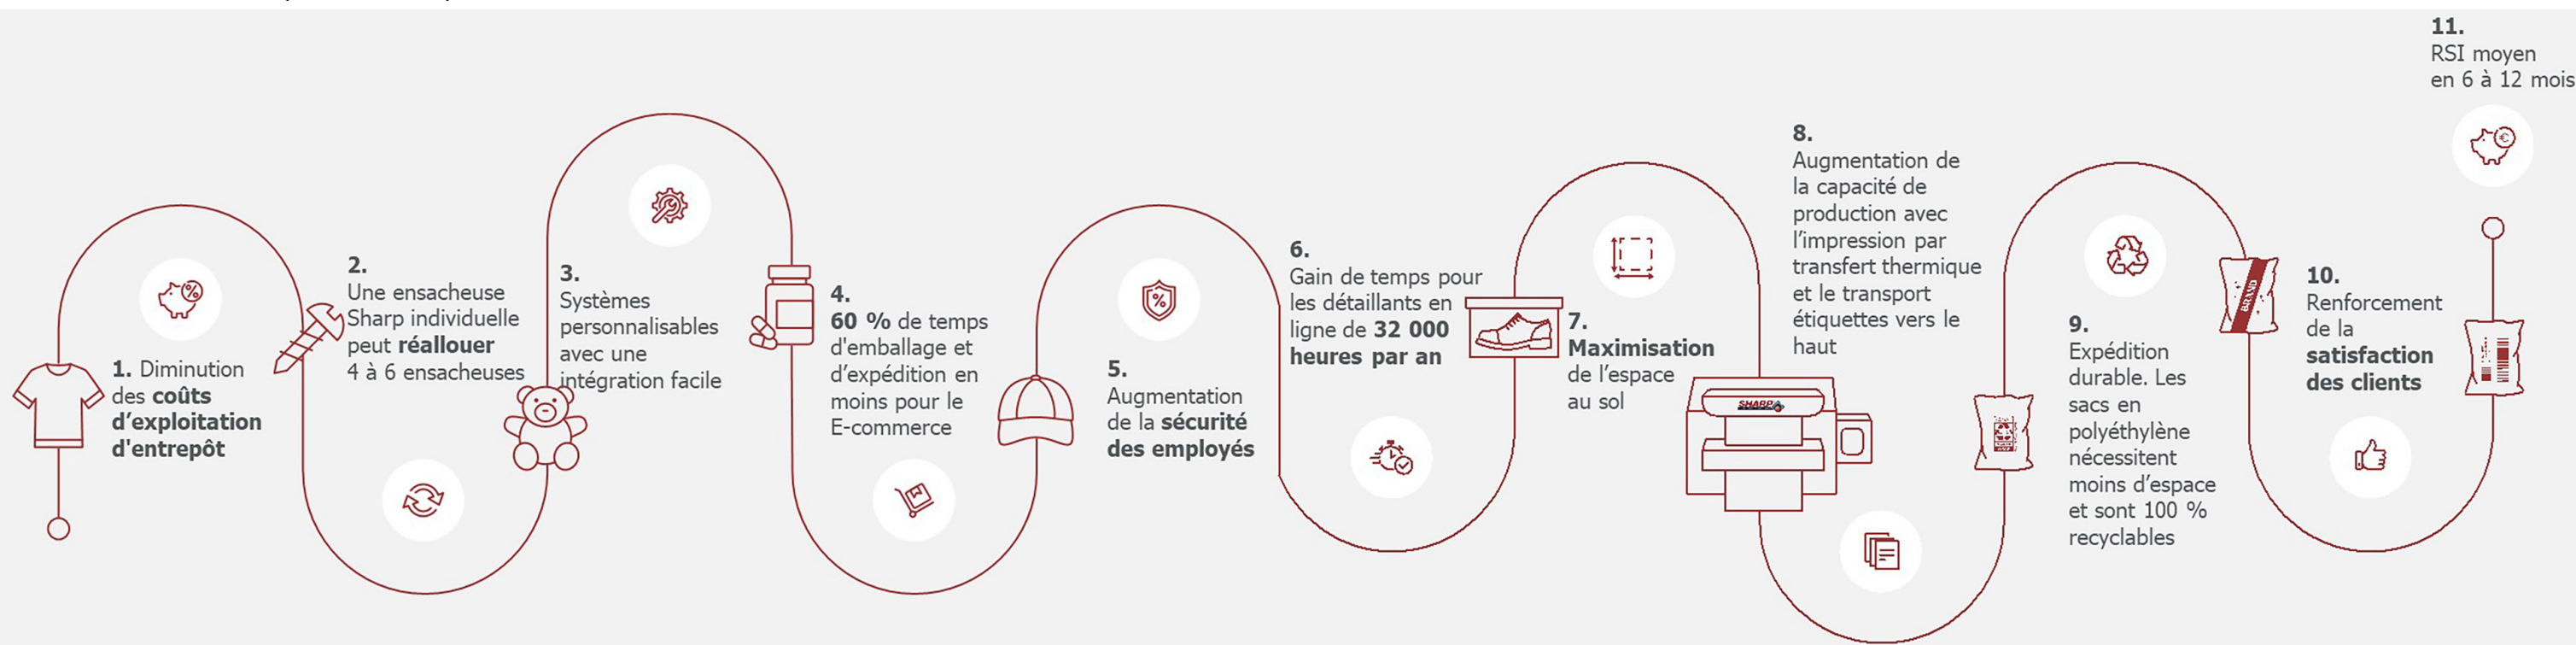 1. Diminution
des coûts
d’exploitation
d'entrepôt
2.
Une ensacheuse
Sharp individuelle
peut réallouer
4 à 6 ensacheuses
3.
Systèmes
personnalisables
avec une
intégration facile
4.
60 % de temps
d'emballage et
d’expédition en
moins pour le
E-commerce
5.
Augmentation
de la sécurité
des employés
6.
Gain de temps pour
les détaillants en
ligne de 32 000
heures par an
7.
Maximisation
de l’espace
au sol
SHARP
8.
Augmentation de
la capacité de
production avec
l’impression par
transfert thermique
et le transport
étiquettes vers le
haut
9.
Expédition
durable. Les
sacs en
polyéthylène
nécessitent
moins d’espace
et sont 100 %
recyclables
BRAND
10.
Renforcement
de la
satisfaction
des clients
11.
RSI moyen
en 6 à 12 mois